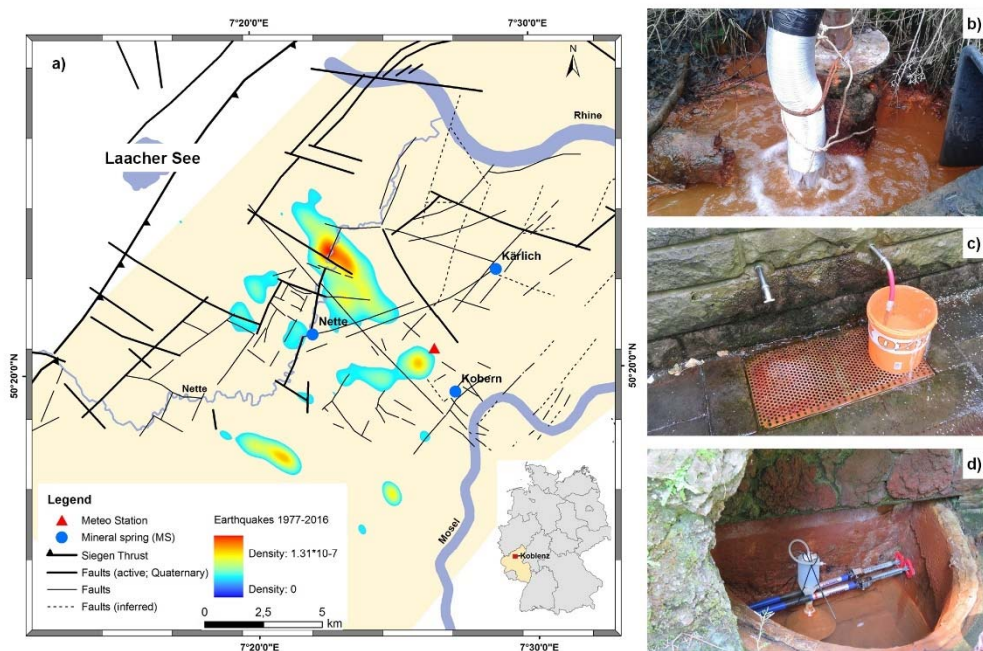 7°20'0"E
7°30'0"E
a)
N
Rhine
Laacher See
Kärlich
Nette
50°20'0"N
50°20'0"N
Nette
Kobern
Mosel
Legend
Meteo Station
Mineral spring (MS)
Siegen Thrust
Faults (active; Quaternary)
Faults
Faults (inferred)
Earthquakes 1977-2016
Density: 1.31*10-7
Density: 0
0
2,5
5
km
Koblenz
7°20'0"E
7°30'0"E
b)
c)
d)